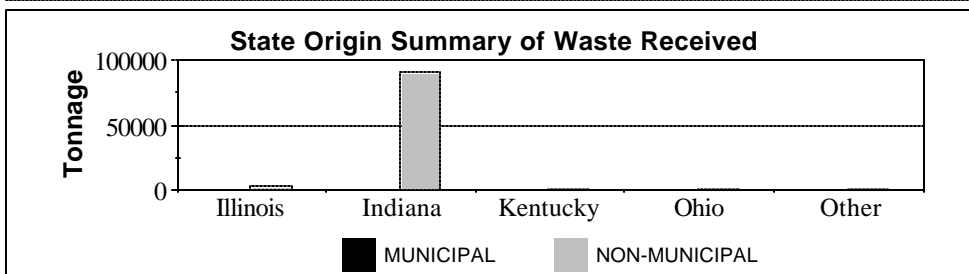 State Origin Summary of Waste Received
Tonnage
100000
50000
0
Illinois Indiana Kentucky Ohio Other
MUNICIPAL NON-MUNICIPAL